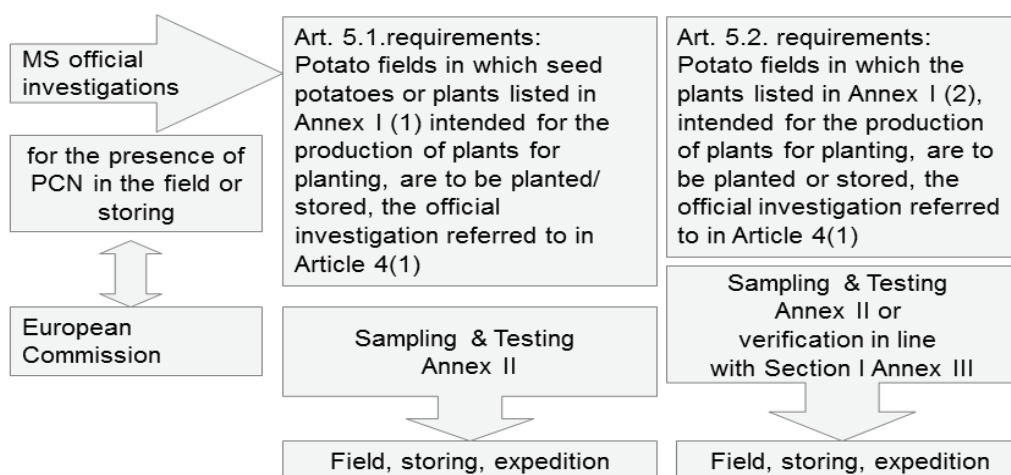 MS official
investigations
for the presence of
PCN in the field or
storing
European
Commission
Art. 5.1.requirements:
Potato fields in which seed
potatoes or plants listed in
Annex I (1) intended for the
production of plants for
planting, are to be planted/
stored, the official
investigation referred to in
Article 4(1)
Sampling & Testing
Annex II
Field, storing, expedition
Art. 5.2. requirements:
Potato fields in which the
plants listed in Annex I (2),
intended for the production
of plants for planting, are to
be planted or stored, the
official investigation referred
to in Article 4(1)
Sampling & Testing
Annex II or
verification in line
with Section I Annex III
Field, storing, expedition